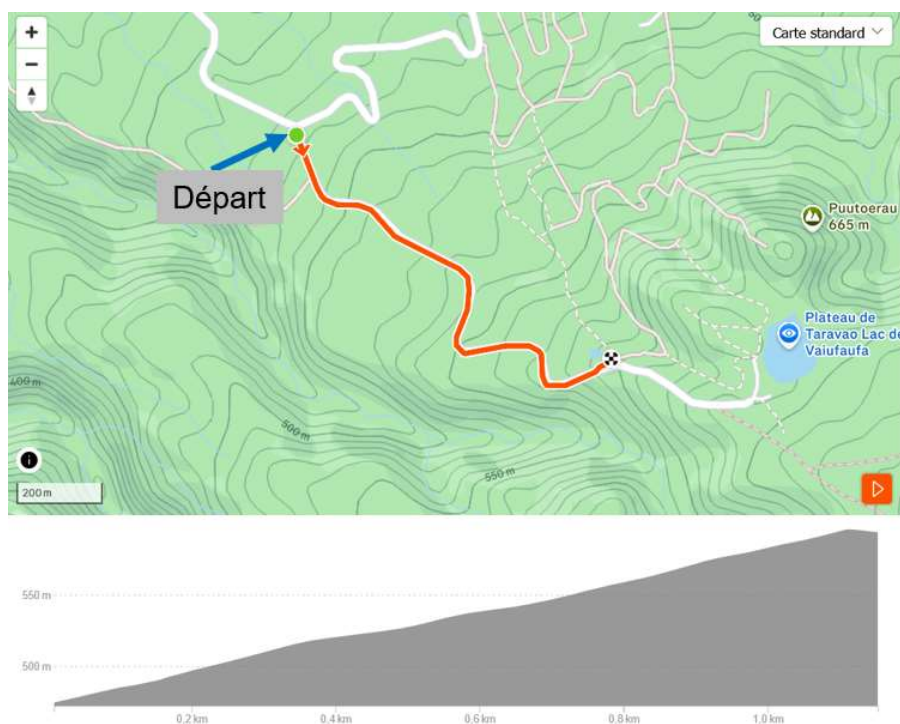 +
Carte standard
−
Départ
Puutoerau
665 m
Plateau de
Taravao Lac de
Vaiufaufa
400 m
500 m
550 m
200 m
550 m
500 m
0.2 km
0.4 km
0.6 km
0.8 km
1.0 km